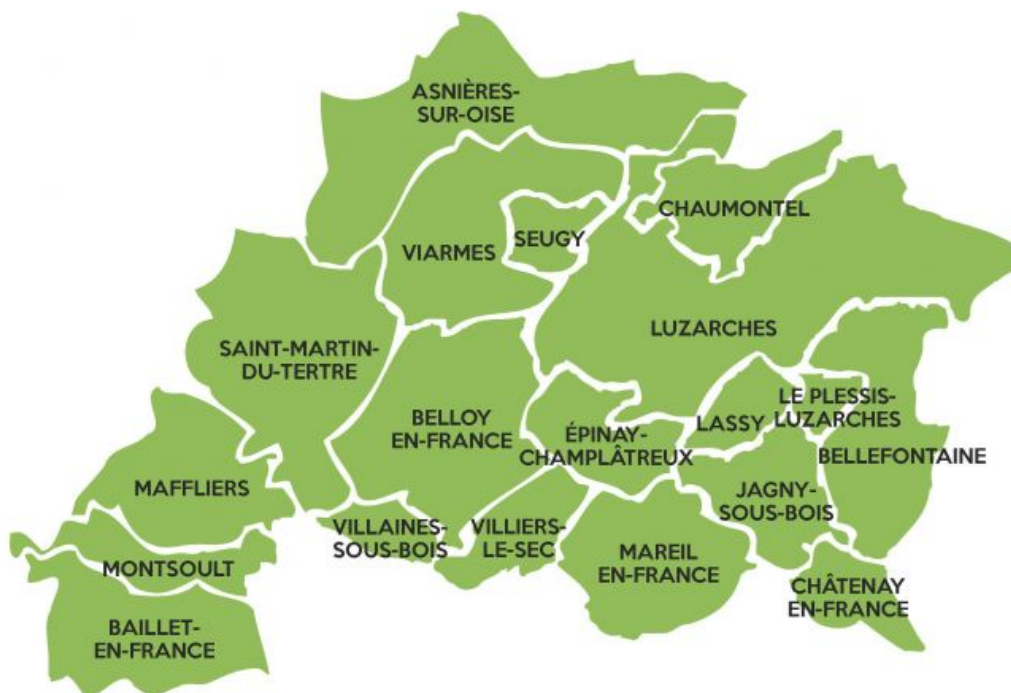 ASNIÈRES-
SUR-OISE
CHAUMONTEL
SEUGY
VIARMES
LUZARCHES
SAINT-MARTIN-
DU-TERTRE
LE PLESSIS-
LUZARCHES
LASSY
BELLOY
EN-FRANCE
ÉPINAY-
CHAMPLÂTREUX
BELLEFONTAINE
MAFFLIERS
JAGNY-
SOUS-BOIS
VILLAINES-
SOUS-BOIS
VILLIERS-
LE-SEC
MAREIL
EN-FRANCE
MONTSOULT
CHÂTENAY
EN-FRANCE
BAILLET-
EN-FRANCE